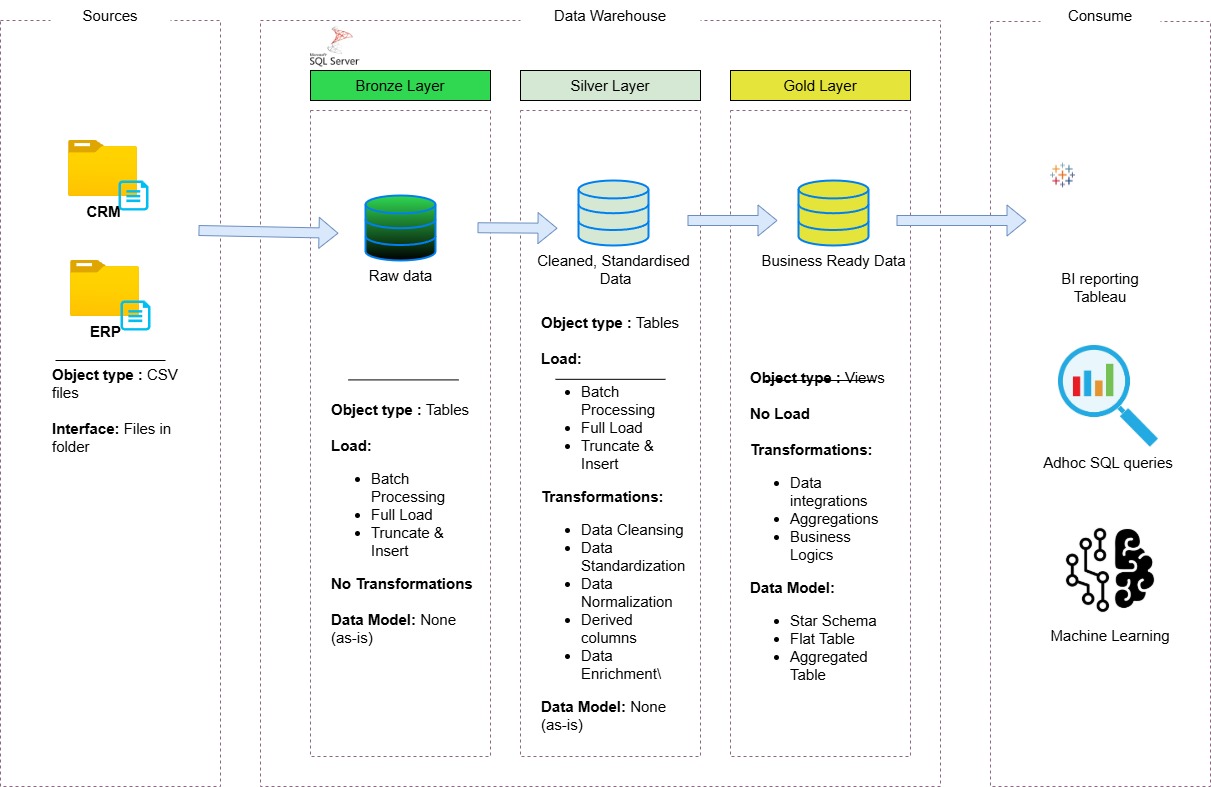 Sources
Data Warehouse
Consume
Microsoft
SQL Server
Bronze Layer
Silver Layer
Gold Layer
CRM
ERP
Object type : CSV
files
Interface: Files in
folder
Raw data
Object type : Tables
Load:
Batch
Processing
Full Load
Truncate &
Insert
No Transformations
Data Model: None
(as-is)
Cleaned, Standardised
Data
Object type : Tables
Load:
Batch
Processing
Full Load
Truncate &
Insert
Transformations:
Data Cleansing
Data
Standardization
Data
Normalization
Derived
columns
Data
Enrichment\
Data Model: None
(as-is)
Business Ready Data
Object type : Views
No Load
Transformations:
Data
integrations
Aggregations
Business
Logics
Data Model:
Star Schema
Flat Table
Aggregated
Table
BI reporting
Tableau
Adhoc SQL queries
Machine Learning